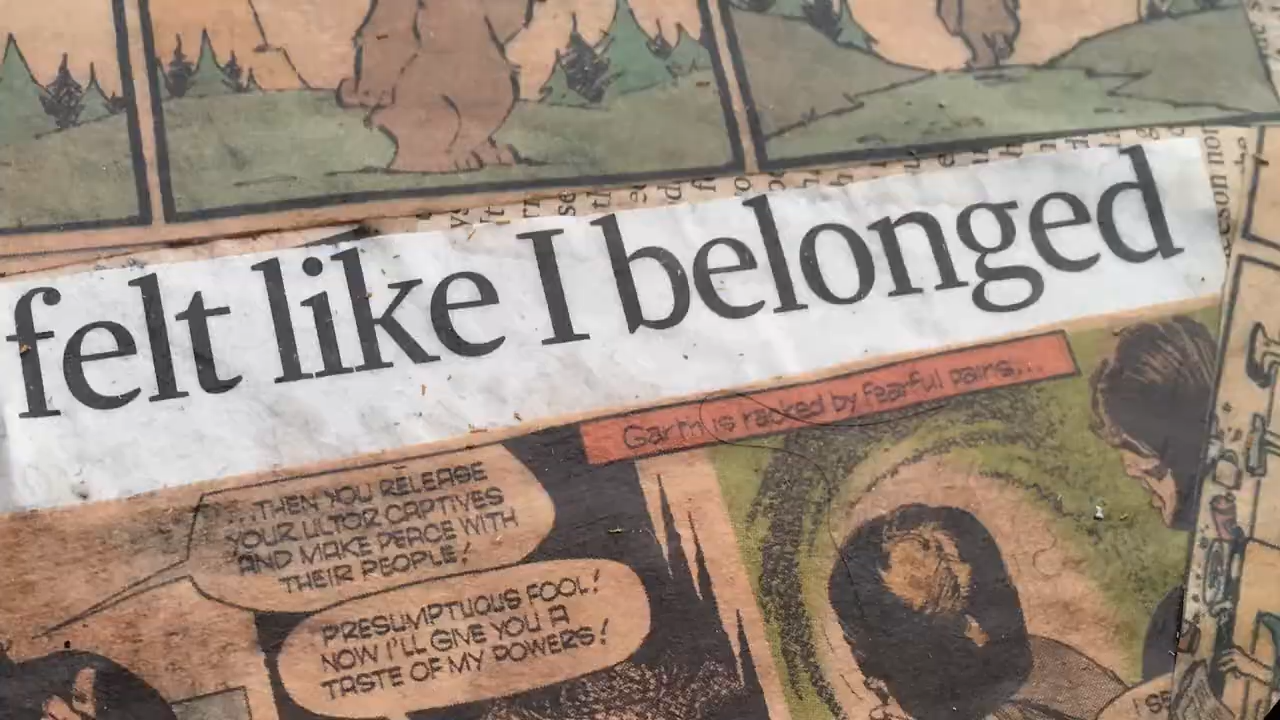 felt like I belonged
Garth is racked by fearful pains...
...THEN YOU RELEASE
YOUR ULTOR CAPTIVES
AND MAKE PEACE WITH
THEIR PEOPLE!
PRESUMPTUOUS FOOL!
NOW I'LL GIVE YOU A
TASTE OF MY POWERS!